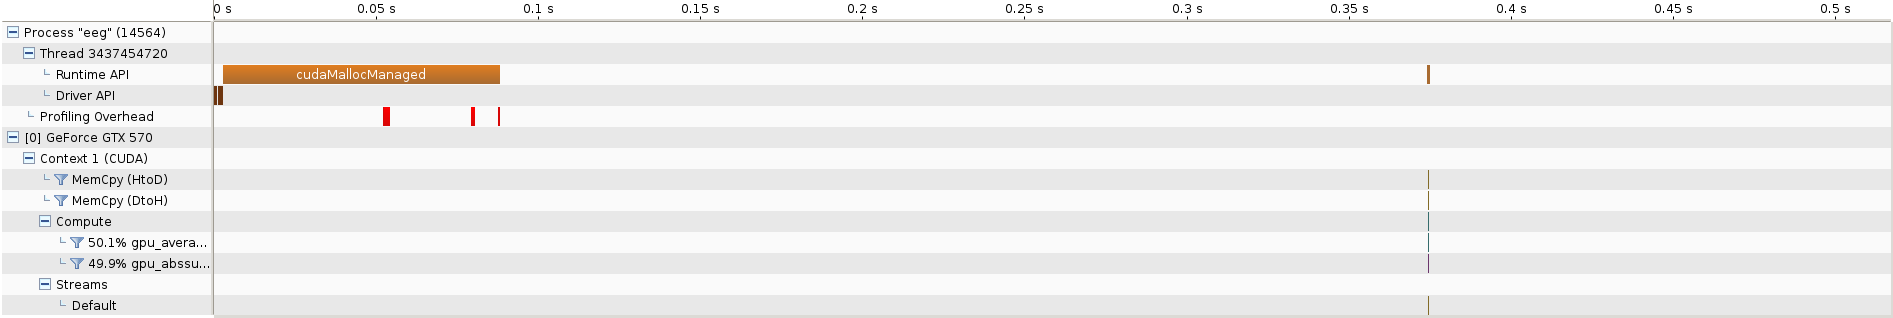 0 s 0.05 s 0.1 s 0.15 s 0.2 s 0.25 s 0.3 s 0.35 s 0.4 s 0.45 s 0.5 s
Process "eeg" (14564)
Thread 3437454720
Runtime API cudaMallocManaged
Driver API
Profiling Overhead
[0] GeForce GTX 570
Context 1 (CUDA)
MemCpy (HtoD)
MemCpy (DtoH)
Compute
50.1% gpu_avera...
49.9% gpu_abssu...
Streams
Default